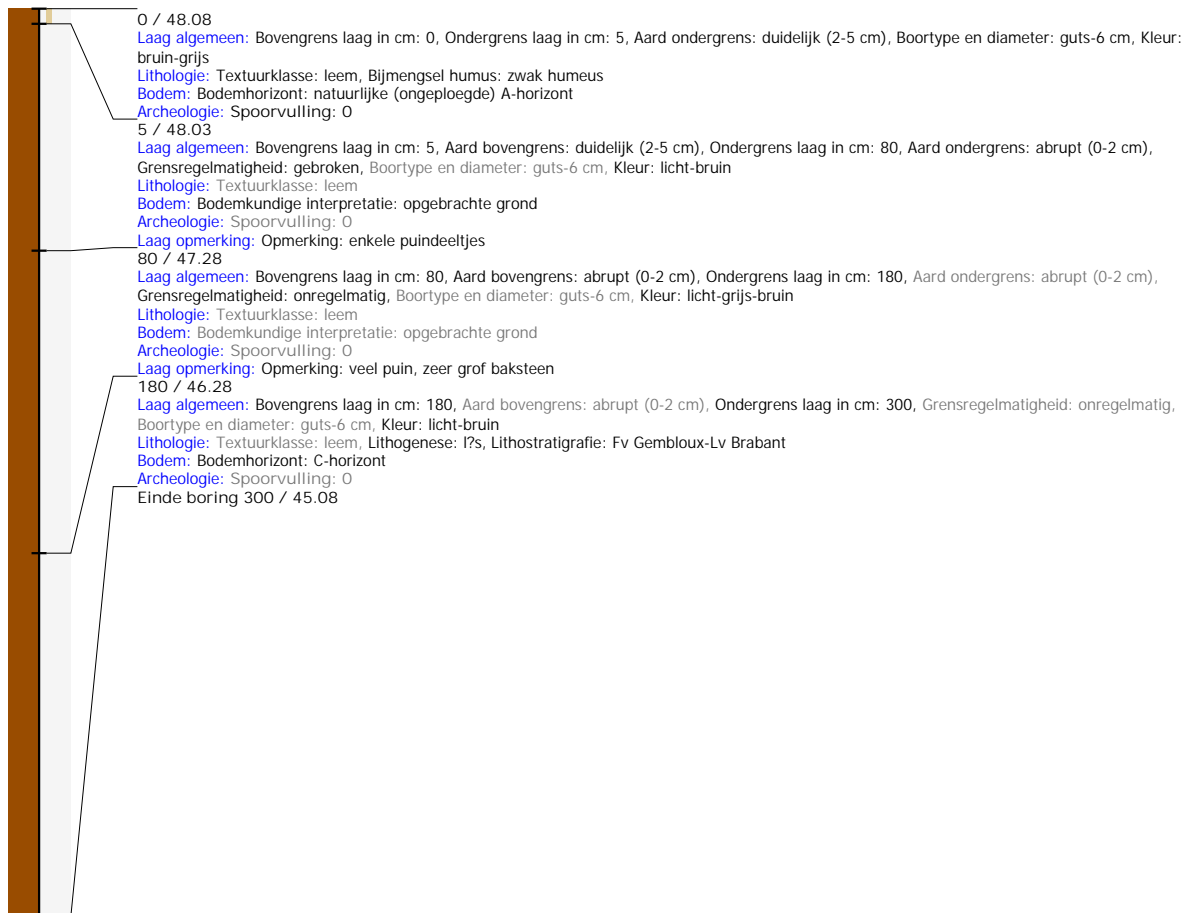 0 / 48.08
Laag algemeen: Bovengrens laag in cm: 0, Ondergrens laag in cm: 5, Aard ondergrens: duidelijk (2-5 cm), Boortype en diameter: guts-6 cm, Kleur:
bruin-grijs
Lithologie: Textuurklasse: leem, Bijmengsel humus: zwak humeus
Bodem: Bodemhorizont: natuurlijke (ongeploegde) A-horizont
Archeologie: Spoorvulling: 0
5 / 48.03
Laag algemeen: Bovengrens laag in cm: 5, Aard bovengrens: duidelijk (2-5 cm), Ondergrens laag in cm: 80, Aard ondergrens: abrupt (0-2 cm),
Grensregelmatigheid: gebroken, Boortype en diameter: guts-6 cm, Kleur: licht-bruin
Lithologie: Textuurklasse: leem
Bodem: Bodemkundige interpretatie: opgebrachte grond
Archeologie: Spoorvulling: 0
Laag opmerking: Opmerking: enkele puindeeltjes
80 / 47.28
Laag algemeen: Bovengrens laag in cm: 80, Aard bovengrens: abrupt (0-2 cm), Ondergrens laag in cm: 180, Aard ondergrens: abrupt (0-2 cm),
Grensregelmatigheid: onregelmatig, Boortype en diameter: guts-6 cm, Kleur: licht-grijs-bruin
Lithologie: Textuurklasse: leem
Bodem: Bodemkundige interpretatie: opgebrachte grond
Archeologie: Spoorvulling: 0
Laag opmerking: Opmerking: veel puin, zeer grof baksteen
180 / 46.28
Laag algemeen: Bovengrens laag in cm: 180, Aard bovengrens: abrupt (0-2 cm), Ondergrens laag in cm: 300, Grensregelmatigheid: onregelmatig,
Boortype en diameter: guts-6 cm, Kleur: licht-bruin
Lithologie: Textuurklasse: leem, Lithogenese: l?s, Lithostratigrafie: Fv Gembloux-Lv Brabant
Bodem: Bodemhorizont: C-horizont
Archeologie: Spoorvulling: 0
Einde boring 300 / 45.08